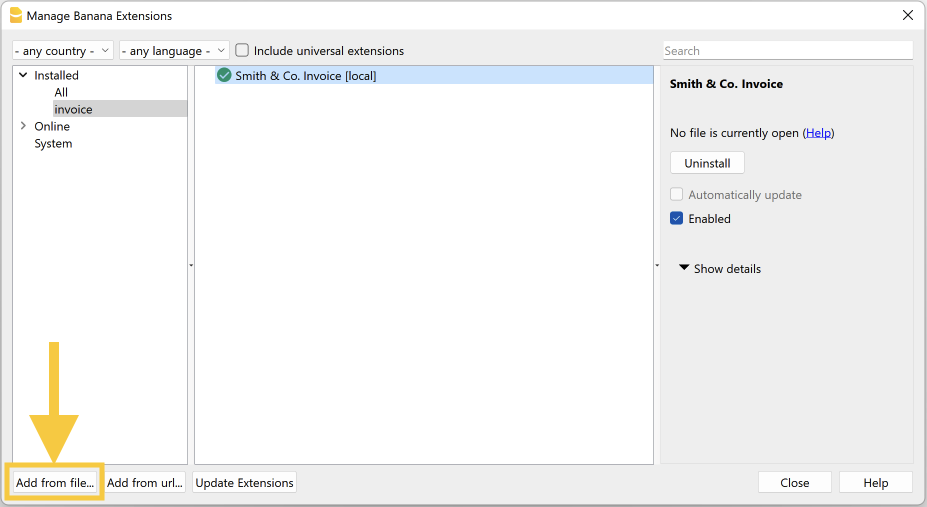 Manage Banana Extensions
- any country -
- any language -
Include universal extensions
Search
Installed
All
invoice
Online
System
Smith & Co. Invoice [local]
Smith & Co. Invoice
No file is currently open (Help)
Uninstall
Automatically update
Enabled
Show details
Add from file...
Add from url...
Update Extensions
Close
Help